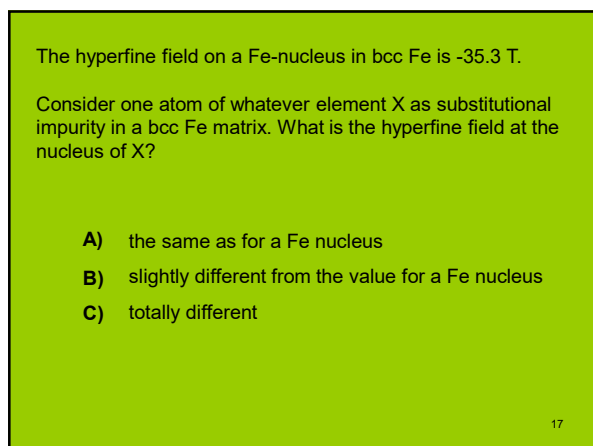 The hyperfine field on a Fe-nucleus in bcc Fe is -35.3 T.
Consider one atom of whatever element X as substitutional
impurity in a bcc Fe matrix. What is the hyperfine field at the
nucleus of X?
A) the same as for a Fe nucleus
B) slightly different from the value for a Fe nucleus
C) totally different
17